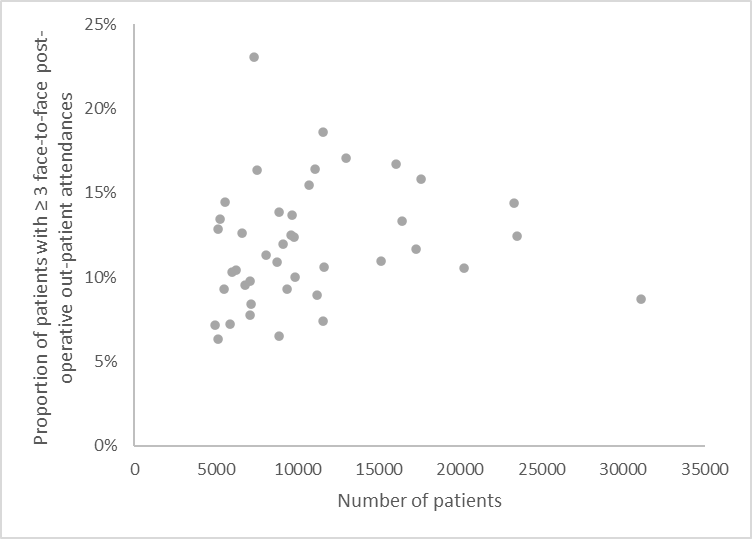 Proportion of patients with ≥ 3 face-to-face post-
operative out-patient attendances
25%
20%
15%
10%
5%
0%
0 5000 10000 15000 20000 25000 30000 35000
Number of patients